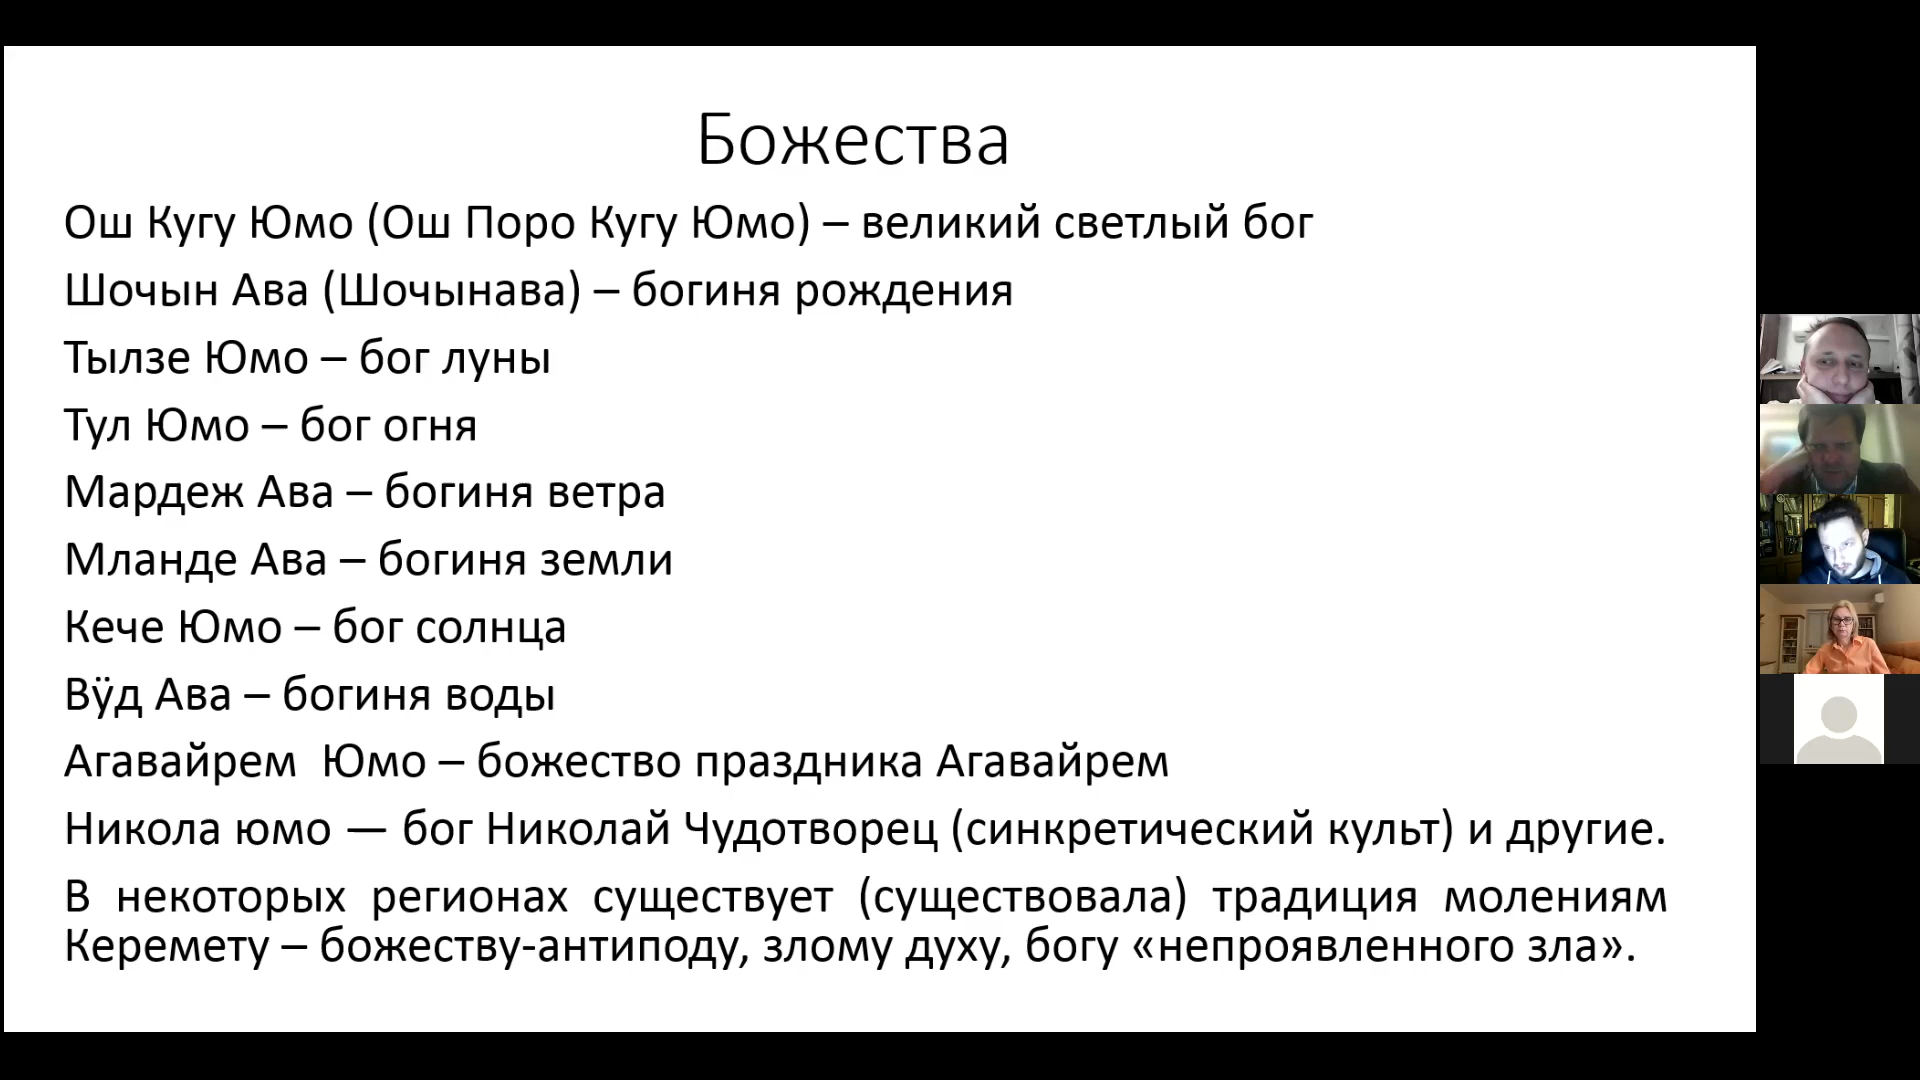 Божества
Ош Кугу Юмо (Ош Поро Кугу Юмо) – великий светлый бог
Шочын Ава (Шочынава) – богиня рождения
Тылзе Юмо – бог луны
Тул Юмо – бог огня
Мардеж Ава – богиня ветра
Мланде Ава – богиня земли
Кече Юмо – бог солнца
Вӱд Ава – богиня воды
Агавайрем  Юмо – божество праздника Агавайрем
Никола юмо — бог Николай Чудотворец (синкретический культ) и другие.
В некоторых регионах существует (существовала) традиция молениям
Керемету – божеству-антиподу, злому духу, богу «непроявленного зла».